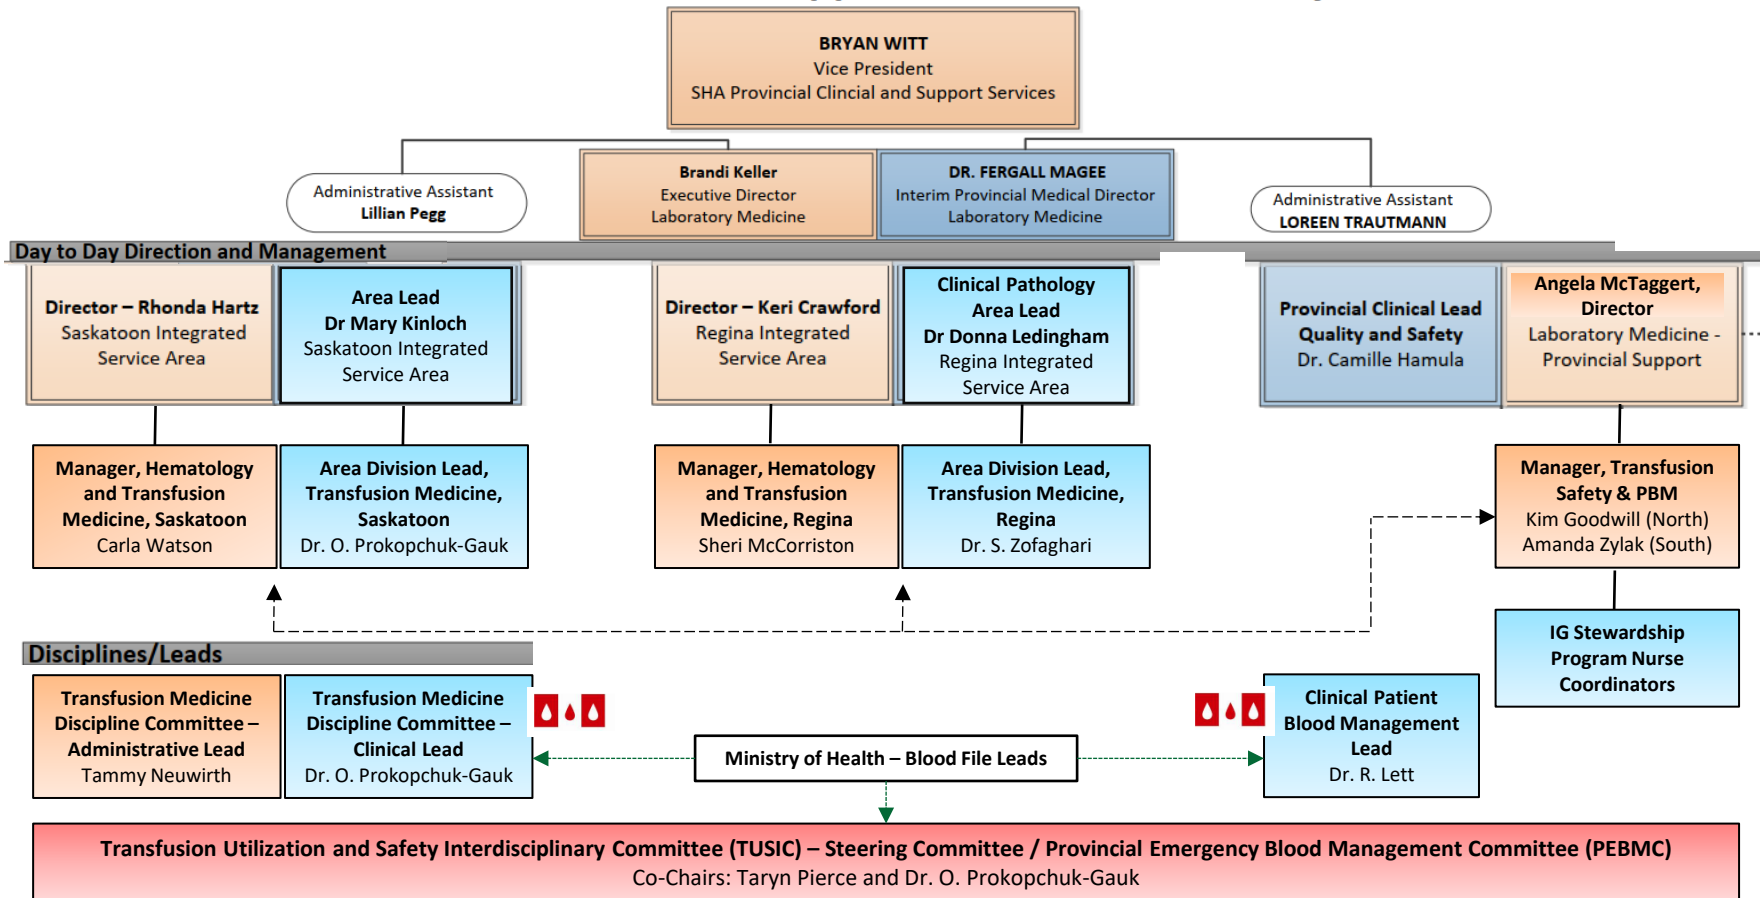 BRYAN WITT
Vice President
SHA Provincial Clincial and Support Services
Administrative Assistant
Lillian Pegg
Brandi Keller
Executive Director
Laboratory Medicine
DR. FERGALL MAGEE
Interim Provincial Medical Director
Laboratory Medicine
Administrative Assistant
LOREEN TRAUTMANN
Day to Day Direction and Management
Director – Rhonda Hartz
Saskatoon Integrated
Service Area
Area Lead
Dr Mary Kinloch
Saskatoon Integrated
Service Area
Director – Keri Crawford
Regina Integrated
Service Area
Clinical Pathology
Area Lead
Dr Donna Ledingham
Regina Integrated
Service Area
Provincial Clinical Lead
Quality and Safety
Dr. Camille Hamula
Angela McTaggert,
Director
Laboratory Medicine -
Provincial Support
Manager, Hematology
and Transfusion
Medicine, Saskatoon
Carla Watson
Area Division Lead,
Transfusion Medicine,
Saskatoon
Dr. O. Prokopchuk-Gauk
Manager, Hematology
and Transfusion
Medicine, Regina
Sheri McCorriston
Area Division Lead,
Transfusion Medicine,
Regina
Dr. S. Zofaghari
Manager, Transfusion
Safety & PBM
Kim Goodwill (North)
Amanda Zylak (South)
IG Stewardship
Program Nurse
Coordinators
Disciplines/Leads
Transfusion Medicine
Discipline Committee –
Administrative Lead
Tammy Neuwirth
Transfusion Medicine
Discipline Committee –
Clinical Lead
Dr. O. Prokopchuk-Gauk
Ministry of Health – Blood File Leads
Clinical Patient
Blood Management
Lead
Dr. R. Lett
Transfusion Utilization and Safety Interdisciplinary Committee (TUSIC) – Steering Committee / Provincial Emergency Blood Management Committee (PEBMC)
Co-Chairs: Taryn Pierce and Dr. O. Prokopchuk-Gauk